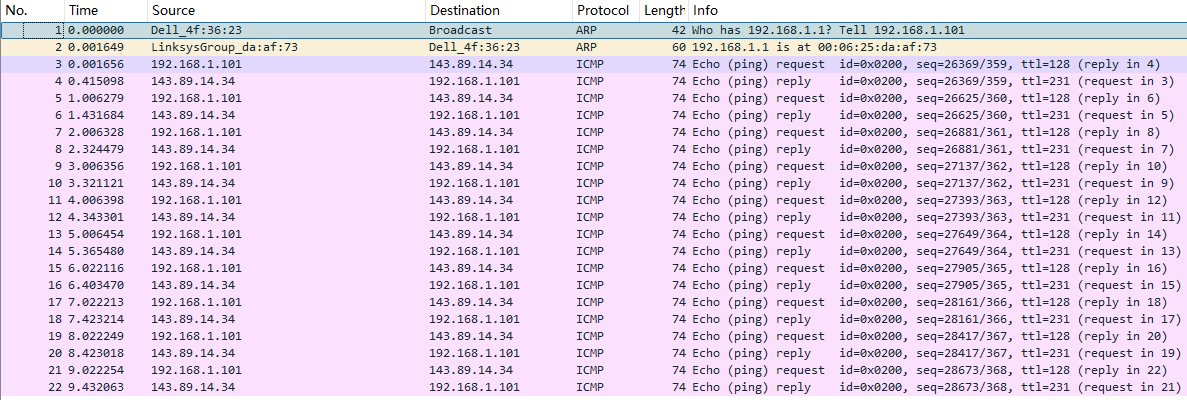 No. Time Source Destination Protocol Length Info
1 0.000000 Dell_4f:36:23 Broadcast ARP 42 Who has 192.168.1.1? Tell 192.168.1.101
2 0.001649 LinksysGroup_da:af:73 Dell_4f:36:23 ARP 60 192.168.1.1 is at 00:06:25:da:af:73
3 0.001656 192.168.1.101 143.89.14.34 ICMP 74 Echo (ping) request id=0x0200, seq=26369/359, ttl=128 (reply in 4)
4 0.415098 143.89.14.34 192.168.1.101 ICMP 74 Echo (ping) reply id=0x0200, seq=26369/359, ttl=231 (request in 3)
5 1.006279 192.168.1.101 143.89.14.34 ICMP 74 Echo (ping) request id=0x0200, seq=26625/360, ttl=128 (reply in 6)
6 1.431684 143.89.14.34 192.168.1.101 ICMP 74 Echo (ping) reply id=0x0200, seq=26625/360, ttl=231 (request in 5)
7 2.006328 192.168.1.101 143.89.14.34 ICMP 74 Echo (ping) request id=0x0200, seq=26881/361, ttl=128 (reply in 8)
8 2.324479 143.89.14.34 192.168.1.101 ICMP 74 Echo (ping) reply id=0x0200, seq=26881/361, ttl=231 (request in 7)
9 3.006356 192.168.1.101 143.89.14.34 ICMP 74 Echo (ping) request id=0x0200, seq=27137/362, ttl=128 (reply in 10)
10 3.321121 143.89.14.34 192.168.1.101 ICMP 74 Echo (ping) reply id=0x0200, seq=27137/362, ttl=231 (request in 9)
11 4.006398 192.168.1.101 143.89.14.34 ICMP 74 Echo (ping) request id=0x0200, seq=27393/363, ttl=128 (reply in 12)
12 4.343301 143.89.14.34 192.168.1.101 ICMP 74 Echo (ping) reply id=0x0200, seq=27393/363, ttl=231 (request in 11)
13 5.006454 192.168.1.101 143.89.14.34 ICMP 74 Echo (ping) request id=0x0200, seq=27649/364, ttl=128 (reply in 14)
14 5.365480 143.89.14.34 192.168.1.101 ICMP 74 Echo (ping) reply id=0x0200, seq=27649/364, ttl=231 (request in 13)
15 6.022116 192.168.1.101 143.89.14.34 ICMP 74 Echo (ping) request id=0x0200, seq=27905/365, ttl=128 (reply in 16)
16 6.403470 143.89.14.34 192.168.1.101 ICMP 74 Echo (ping) reply id=0x0200, seq=27905/365, ttl=231 (request in 15)
17 7.022213 192.168.1.101 143.89.14.34 ICMP 74 Echo (ping) request id=0x0200, seq=28161/366, ttl=128 (reply in 18)
18 7.423214 143.89.14.34 192.168.1.101 ICMP 74 Echo (ping) reply id=0x0200, seq=28161/366, ttl=231 (request in 17)
19 8.022249 192.168.1.101 143.89.14.34 ICMP 74 Echo (ping) request id=0x0200, seq=28417/367, ttl=128 (reply in 20)
20 8.423018 143.89.14.34 192.168.1.101 ICMP 74 Echo (ping) reply id=0x0200, seq=28417/367, ttl=231 (request in 19)
21 9.022254 192.168.1.101 143.89.14.34 ICMP 74 Echo (ping) request id=0x0200, seq=28673/368, ttl=128 (reply in 22)
22 9.432063 143.89.14.34 192.168.1.101 ICMP 74 Echo (ping) reply id=0x0200, seq=28673/368, ttl=231 (request in 21)